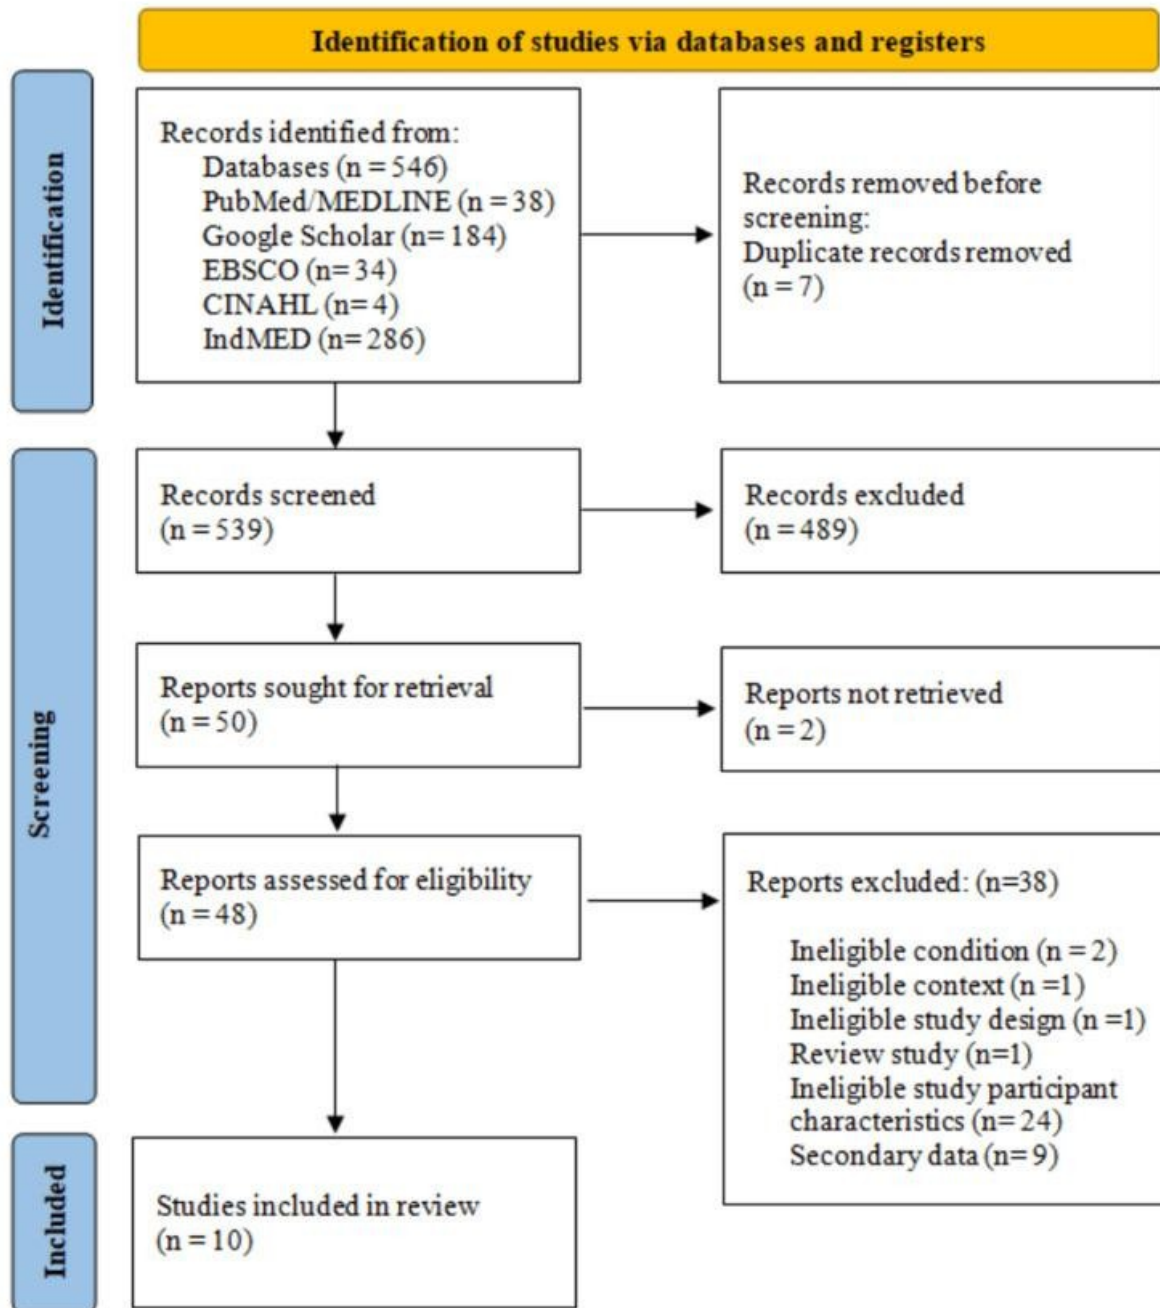 Identification of studies via databases and registers
Identification
Records identified from:
Databases (n = 546)
PubMed/MEDLINE (n = 38)
Google Scholar (n= 184)
EBSCO (n= 34)
CINAHL (n= 4)
IndMED (n= 286)
Records removed before
screening:
Duplicate records removed
(n = 7)
Screening
Records screened
(n = 539)
Records excluded
(n = 489)
Reports sought for retrieval
(n = 50)
Reports not retrieved
(n = 2)
Reports assessed for eligibility
(n = 48)
Reports excluded: (n=38)
Ineligible condition (n = 2)
Ineligible context (n =1)
Ineligible study design (n =1)
Review study (n=1)
Ineligible study participant
characteristics (n= 24)
Secondary data (n= 9)
Included
Studies included in review
(n = 10)